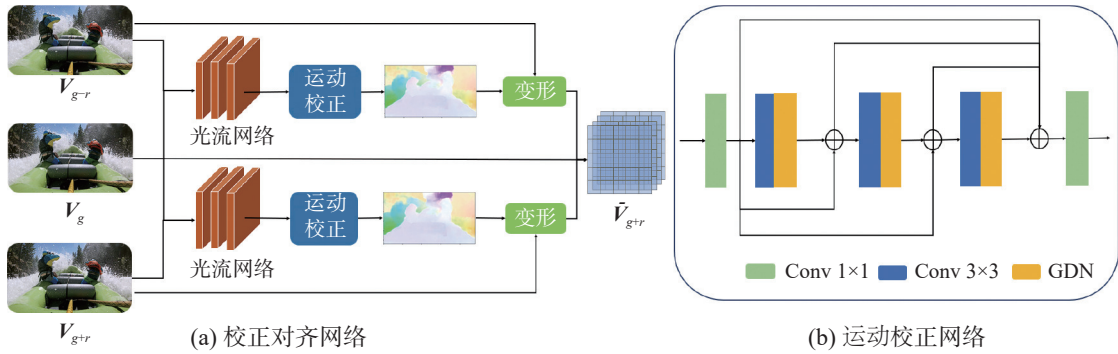 V_{g−r}
光流网络
运动
校正
变形
V_g
光流网络
运动
校正
变形
V_{g+r}
\bar{V}_{g+r}
(a) 校正对齐网络
Conv 1×1
Conv 3×3
GDN
(b) 运动校正网络